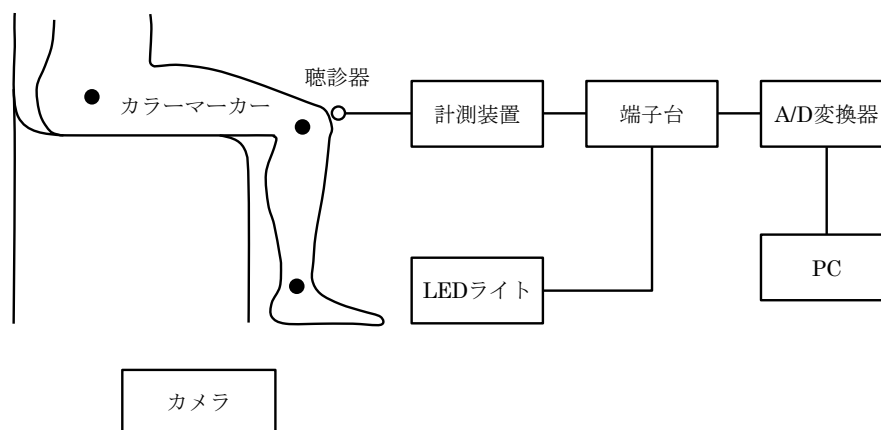 聴診器
カラーマーカー
計測装置
端子台
A/D変換器
LEDライト
PC
カメラ